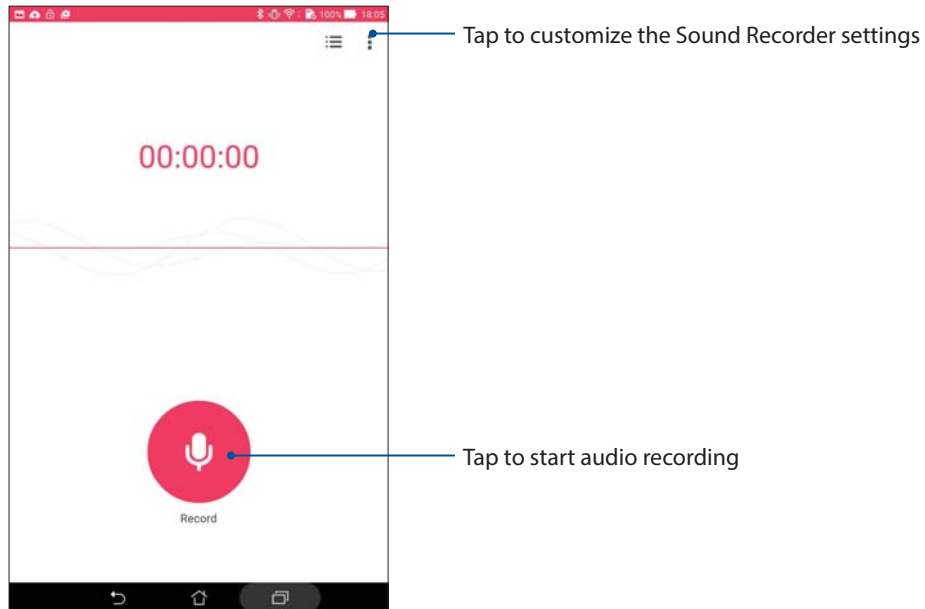 100% 18:05
Tap to customize the Sound Recorder settings
00:00:00
Tap to start audio recording
Record